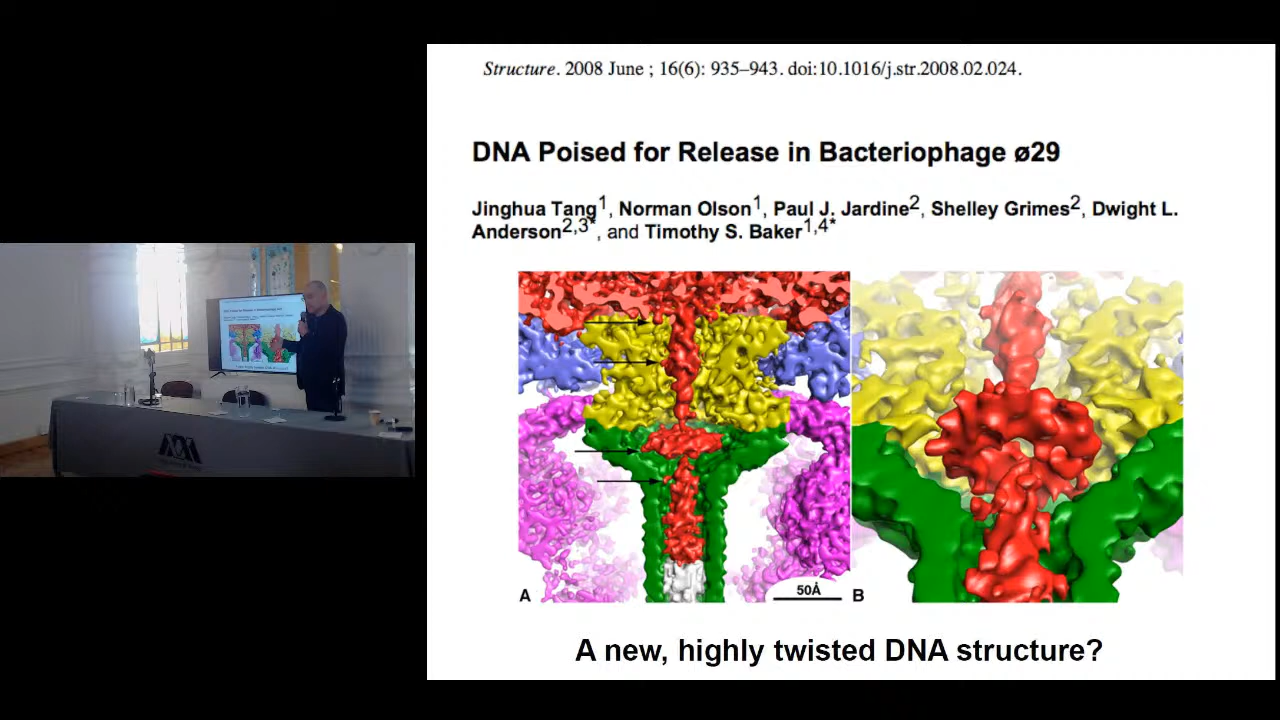 Structure. 2008 June ; 16(6): 935–943. doi:10.1016/j.str.2008.02.024.
DNA Poised for Release in Bacteriophage ø29
Jinghua Tang1, Norman Olson1, Paul J. Jardine2, Shelley Grimes2, Dwight L.
Anderson2,3*, and Timothy S. Baker1,4*
A
50Å
B
A new, highly twisted DNA structure?